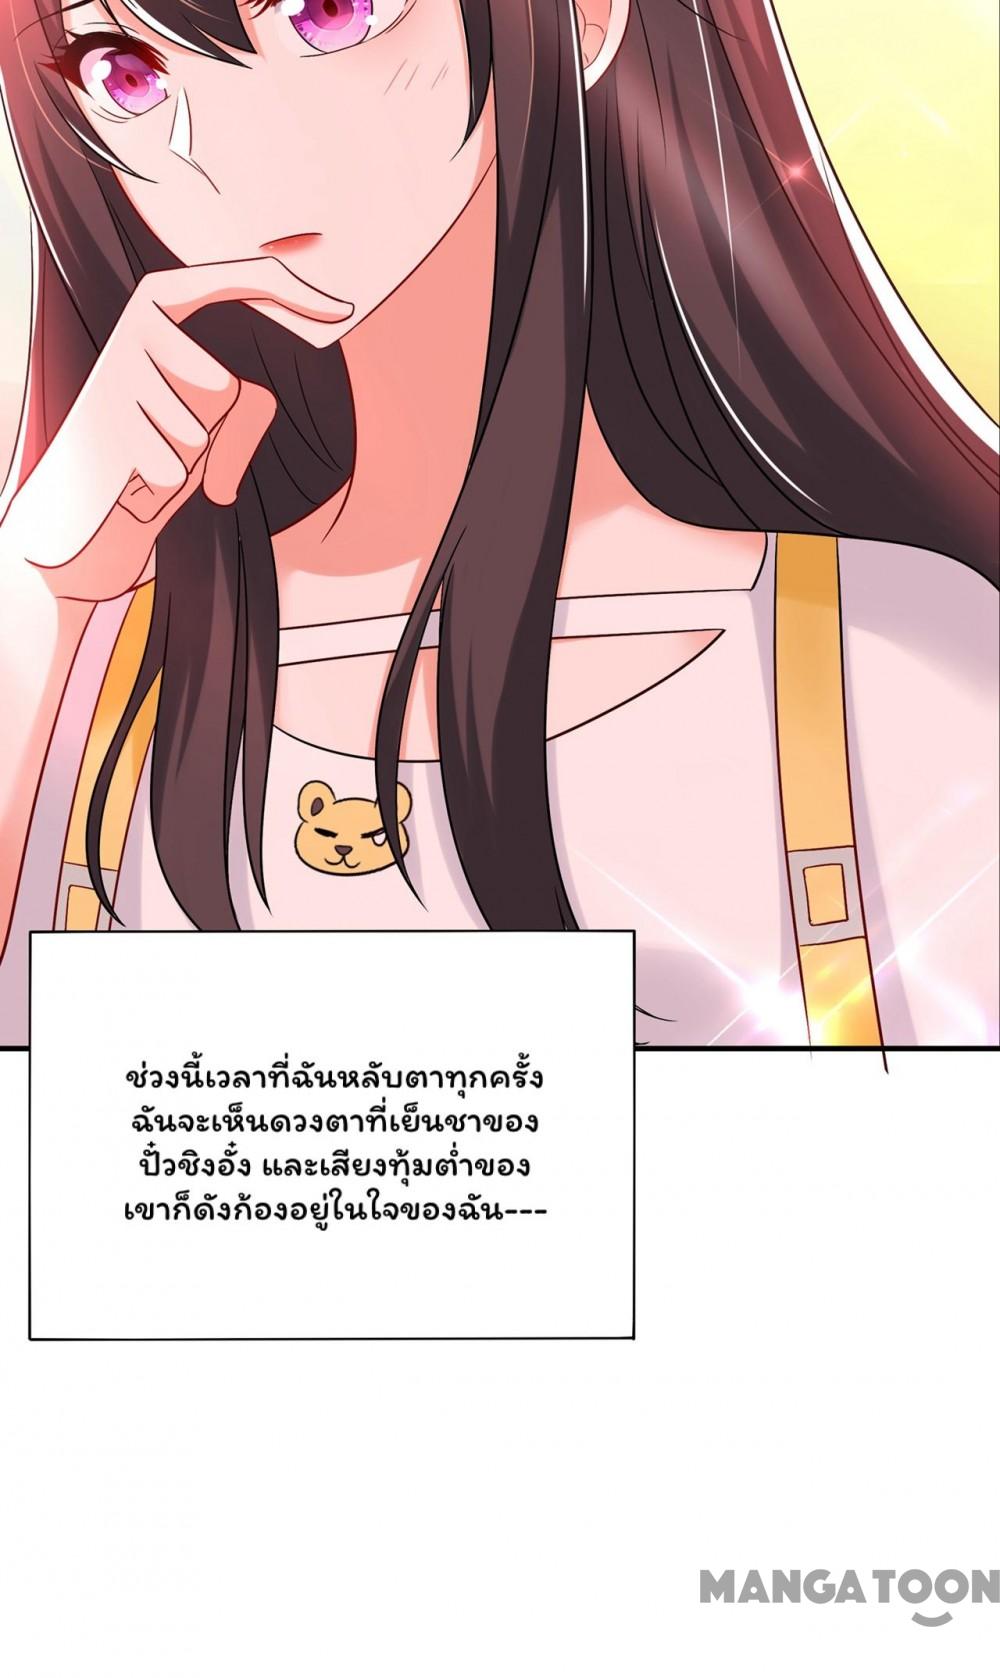 ช่วงนี้เวลาที่ฉันหลับตาทุกครั้ง
ฉันจะเห็นดวงตาที่เย็นชาของ
ปั๋วชิงอั๋ง และเสียงทุ้มต่ำของ
เขาก็ดังก้องอยู่ในใจของฉัน---
MANGATOON